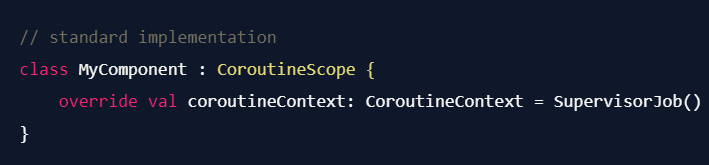 // standard implementation
class MyComponent : CoroutineScope {
    override val coroutineContext: CoroutineContext = SupervisorJob()
}